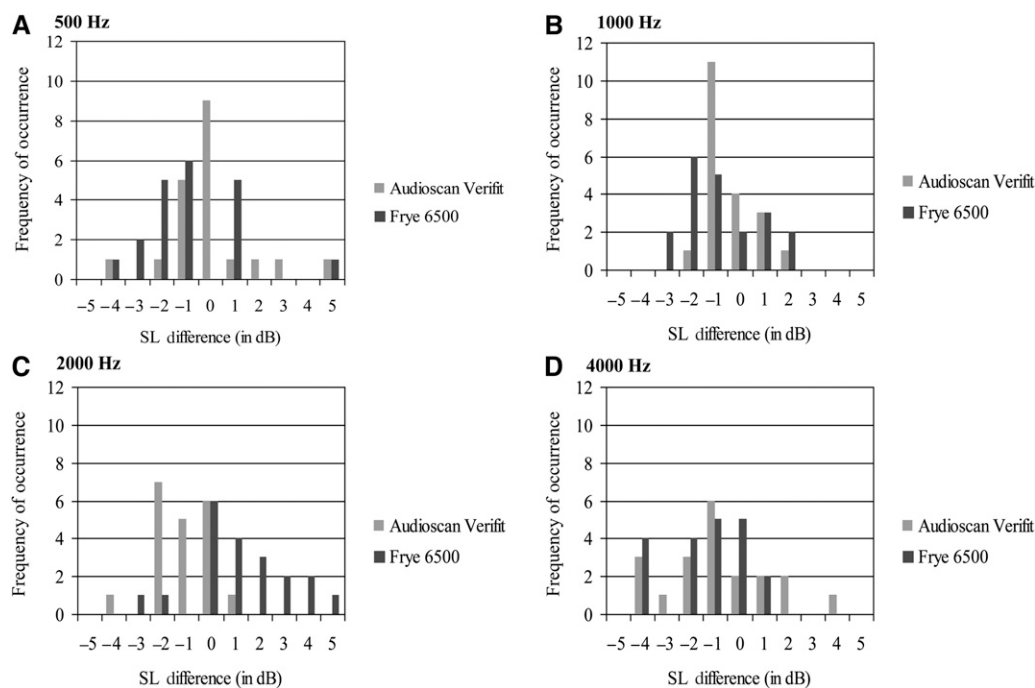 A 500 Hz
12
10
8
6
4
2
0
Frequency of occurrence
–5 –4 –3 –2 –1 0 1 2 3 5
SL difference (in dB)
Audioscan Verifit
Frye 6500
B 1000 Hz
12
10
8
6
4
2
0
Frequency of occurrence
–5 –4 –3 –2 –1 0 1 2 3 5
SL difference (in dB)
Audioscan Verifit
Frye 6500
C 2000 Hz
12
10
8
6
4
2
0
Frequency of occurrence
–5 –4 –3 –2 –1 0 1 2 3 4 5
SL difference (in dB)
Audioscan Verifit
Frye 6500
D 4000 Hz
12
10
8
6
4
2
0
Frequency of occurrence
–5 –4 –3 –2 –1 0 1 2 3 4 5
SL difference (in dB)
Audioscan Verifit
Frye 6500